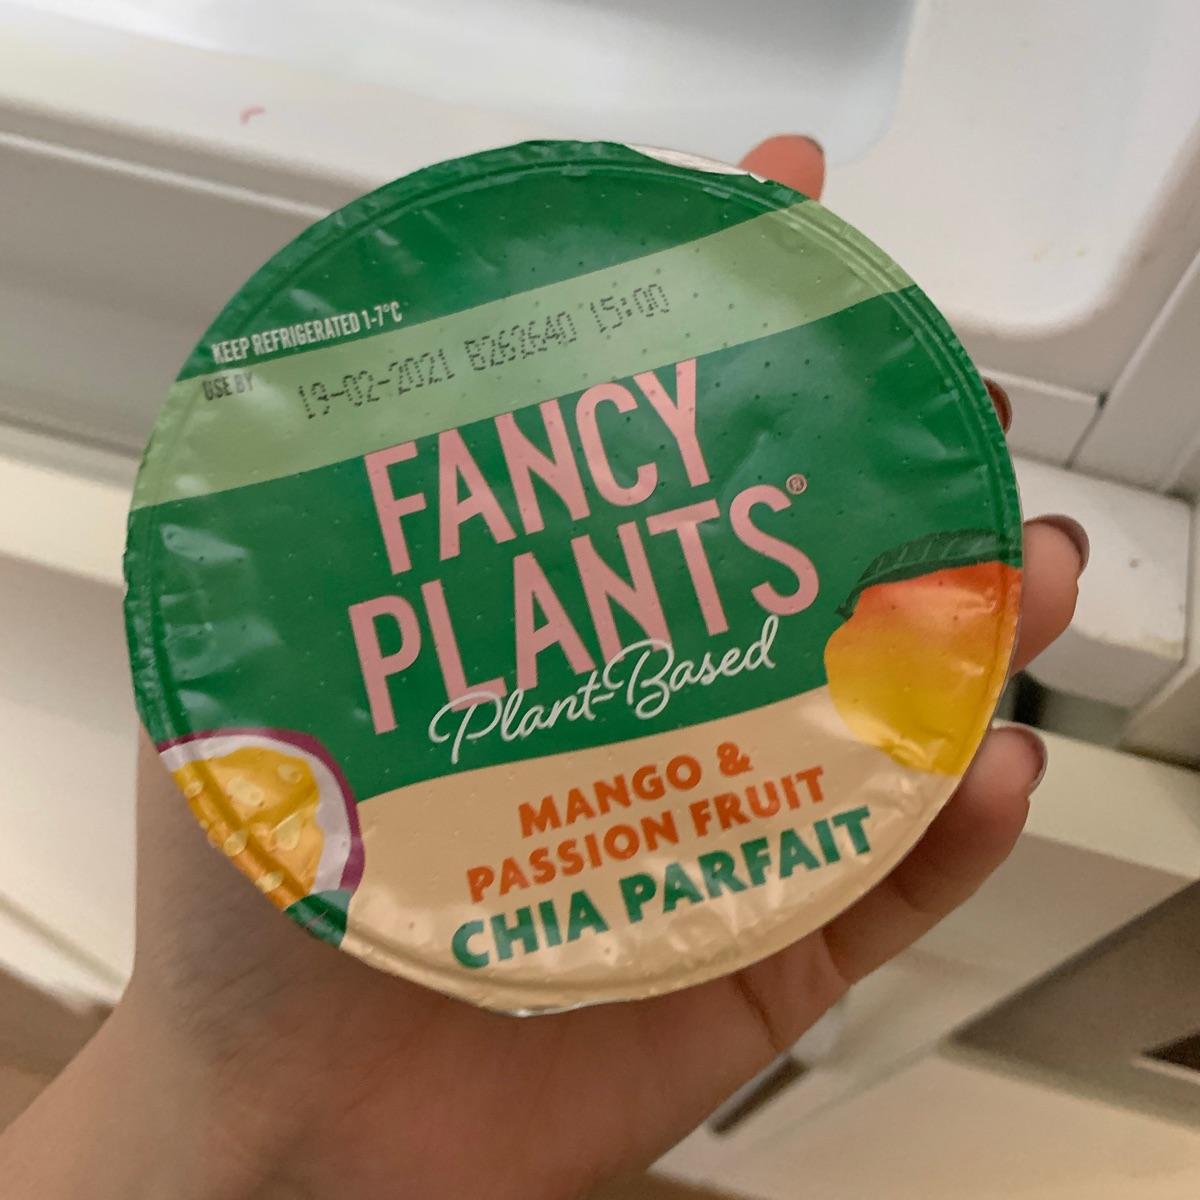 KEEP REFRIGERATED 1-7°C
USE BY 19-02-2021 B262640 15:00
FANCY
PLANTS®
Plant-Based
MANGO &
PASSION FRUIT
CHIA PARFAIT